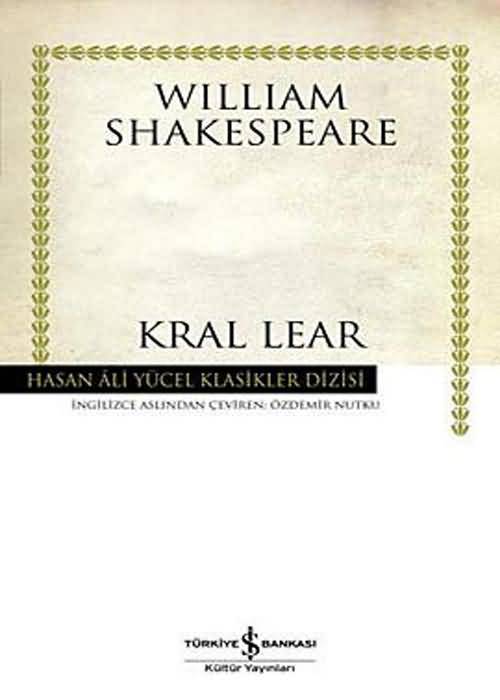 WILLIAM
SHAKESPEARE
KRAL LEAR
HASAN ÂLİ YÜCEL KLASİKLER DİZİSİ
İNGİLİZCE ASLINDAN ÇEVİREN: ÖZDEMİR NUTKU
TÜRKİYE İŞ BANKASI
Kültür Yayınları